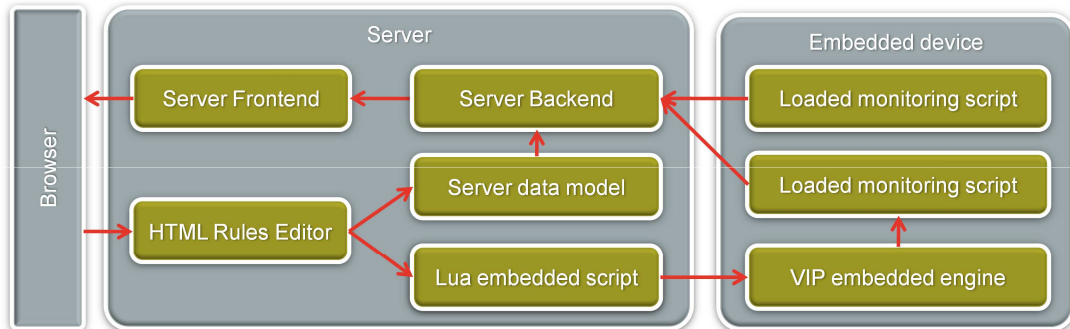 Browser
Server
Server Frontend
Server Backend
Server data model
HTML Rules Editor
Lua embedded script
Embedded device
Loaded monitoring script
Loaded monitoring script
VIP embedded engine